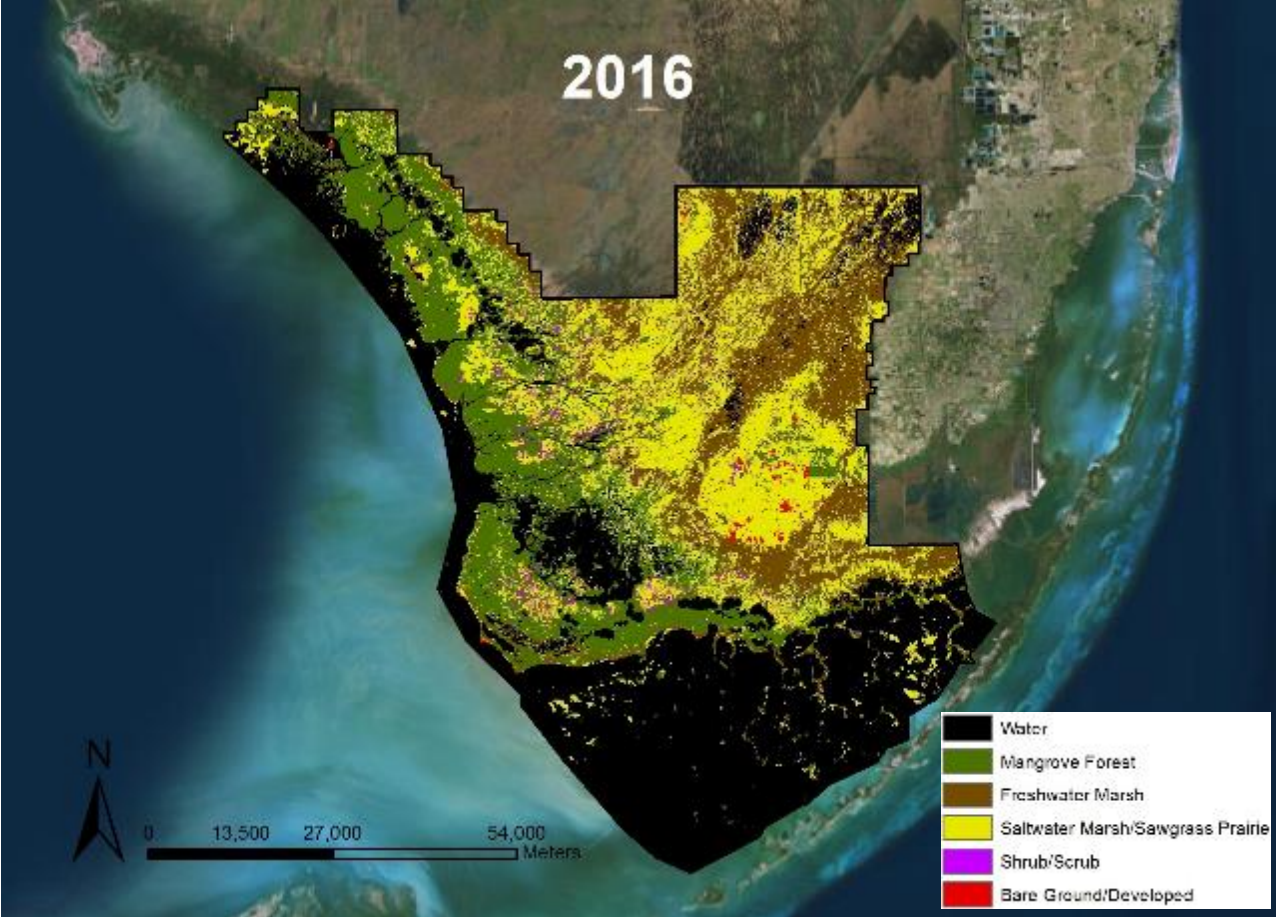 2016
N
0 13,500 27,000 54,000
Meters
Water
Mangrove Forest
Freshwater Marsh
Saltwater Marsh/Sawgrass Prairie
Shrub/Scrub
Bare Ground/Developed